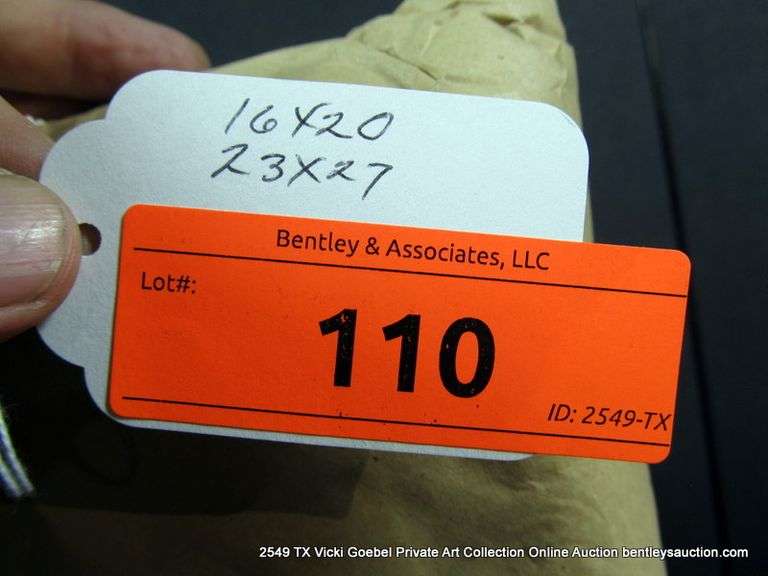 16X20
23X27
Bentley & Associates, LLC
Lot#:
110
ID: 2549-TX
2549 TX Vicki Goebel Private Art Collection Online Auction bentleysauction.com